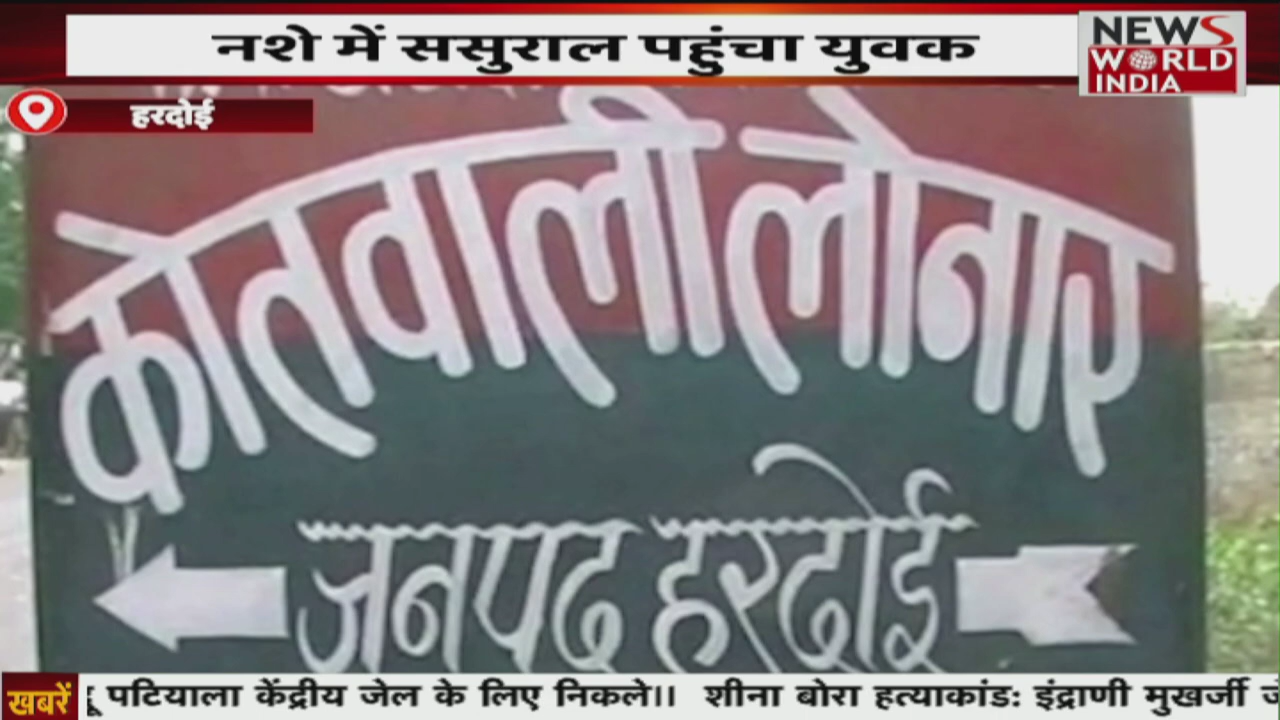 नशे में ससुराल पहुंचा युवक
NEWS
WORLD
INDIA
हरदोई
कोतवाली लोनार
जनपद हरदोई
खबरें
पटियाला केंद्रीय जेल के लिए निकले।। शीना बोरा हत्याकांड: इंद्राणी मुखर्जी